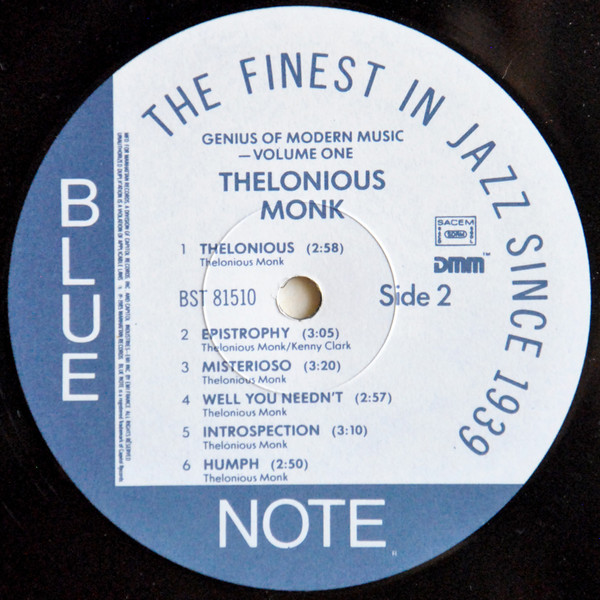 THE FINEST IN JAZZ SINCE 1939
GENIUS OF MODERN MUSIC
—VOLUME ONE
THELONIOUS
MONK
1 THELONIOUS (2:58)
Thelonious Monk
SACEM
DMM™
BST 81510
Side 2
2 EPISTROPHY (3:05)
Thelonious Monk/Kenny Clark
3 MISTERIOSO (3:20)
Thelonious Monk
4 WELL YOU NEEDN'T (2:57)
Thelonious Monk
5 INTROSPECTION (3:10)
Thelonious Monk
6 HUMPH (2:50)
Thelonious Monk
BLUE
NOTE